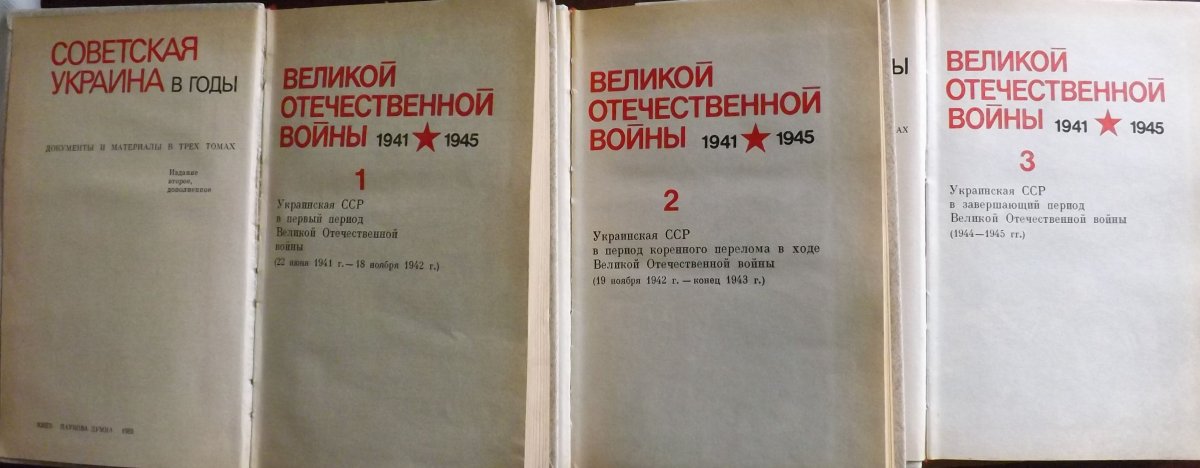 СОВЕТСКАЯ
УКРАИНА В ГОДЫ
ДОКУМЕНТЫ И МАТЕРИАЛЫ В ТРЕХ ТОМАХ
Издание
второе,
дополненное
КИЕВ НАУКОВА ДУМКА
ВЕЛИКОЙ
ОТЕЧЕСТВЕННОЙ
ВОЙНЫ 1941 ★ 1945
1
Украинская ССР
в первый период
Великой Отечественной
войны
(22 июня 1941 г. — 18 ноября 1942 г.)
ВЕЛИКОЙ
ОТЕЧЕСТВЕННОЙ
ВОЙНЫ 1941 ★ 1945
2
Украинская ССР
в период коренного перелома в ходе
Великой Отечественной войны
(19 ноября 1942 г. — конец 1943 г.)
Ы
АХ
ВЕЛИКОЙ
ОТЕЧЕСТВЕННОЙ
ВОЙНЫ 1941 ★ 1945
3
Украинская ССР
в завершающий период
Великой Отечественной войны
(1944—1945 гг.)